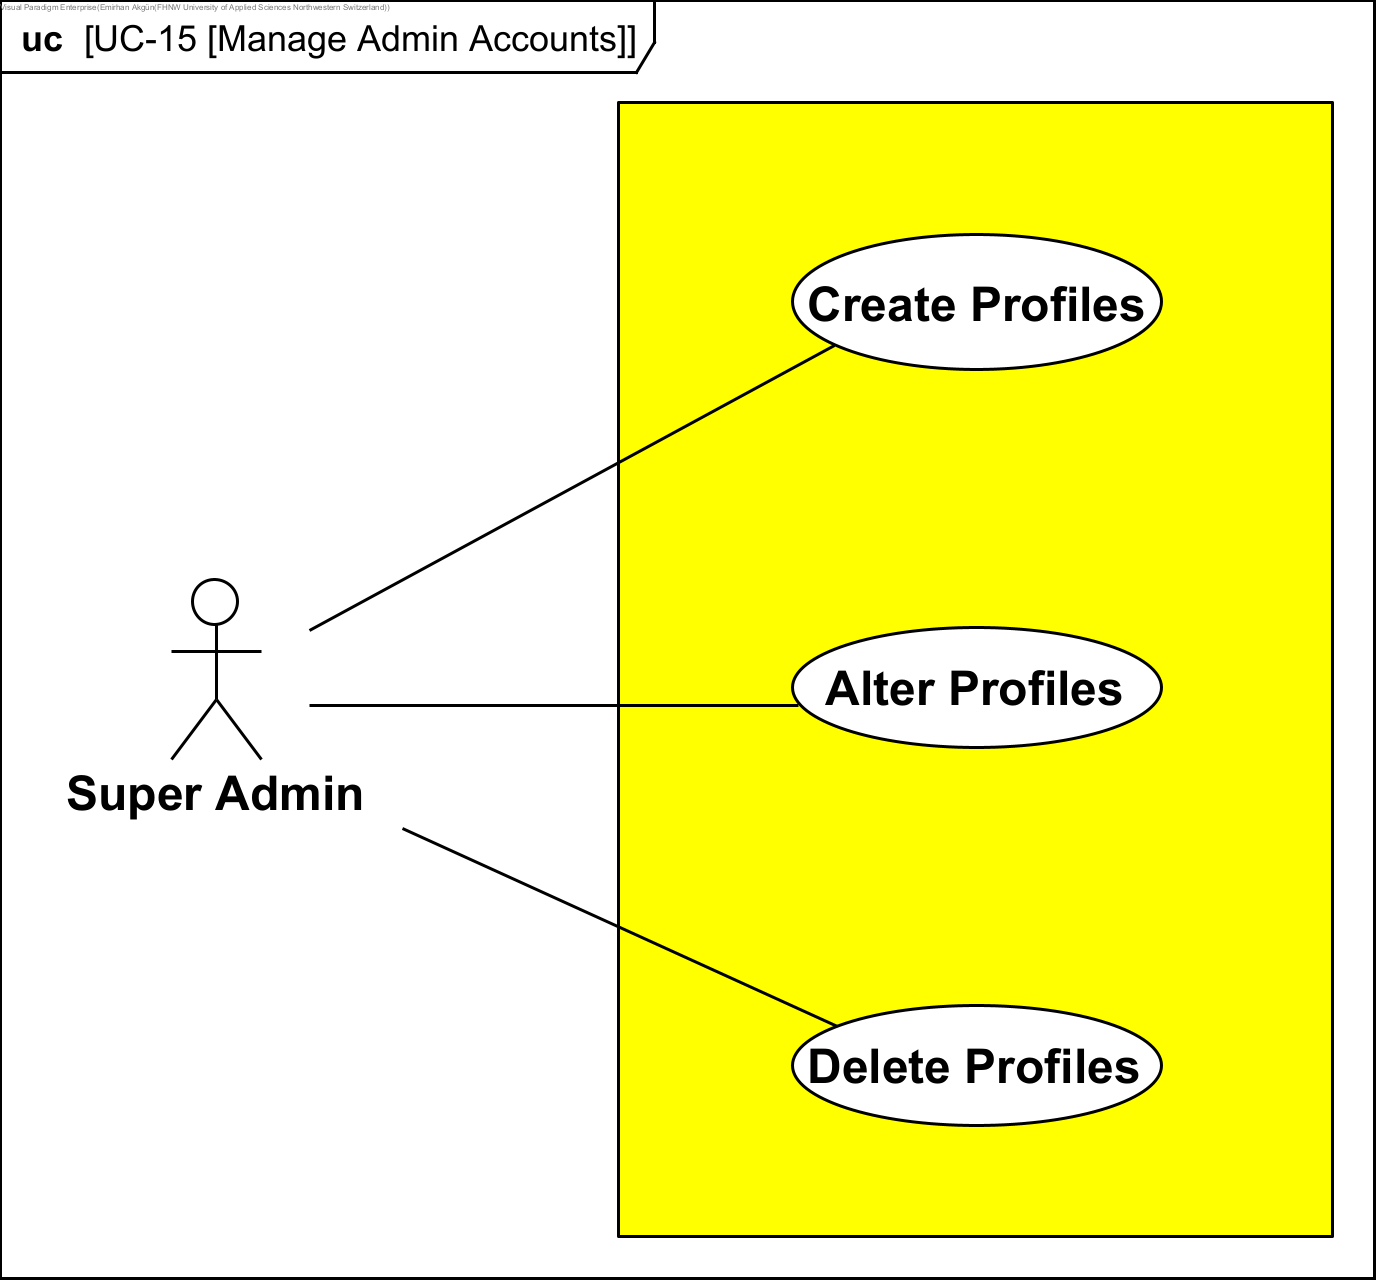 Visual Paradigm Enterprise(Emirhan Akgün(FHNW University of Applied Sciences Northwestern Switzerland))
uc [UC-15 [Manage Admin Accounts]]
Create Profiles
Alter Profiles
Super Admin
Delete Profiles